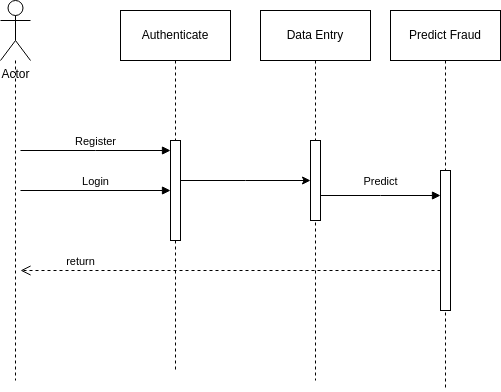 Authenticate
Data Entry
Predict Fraud
Actor
Register
Login
Predict
return